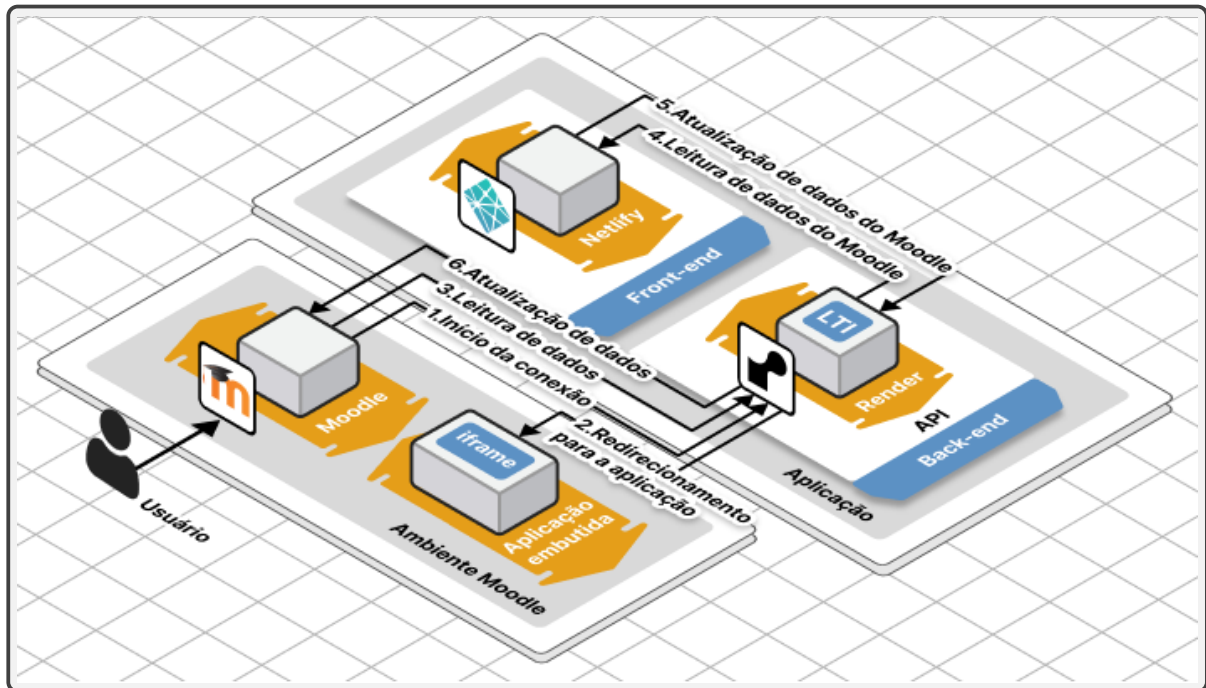 5.Atualização de dados do Moodle
4.Leitura de dados do Moodle
Netlify
Front-end
6.Atualização de dados
3.Leitura de dados
1.Início da conexão
LTI
Render
API
Back-end
Aplicação
Moodle
iframe
2.Redirecionamento
para a aplicação
Aplicação
embutida
Usuário
Ambiente Moodle